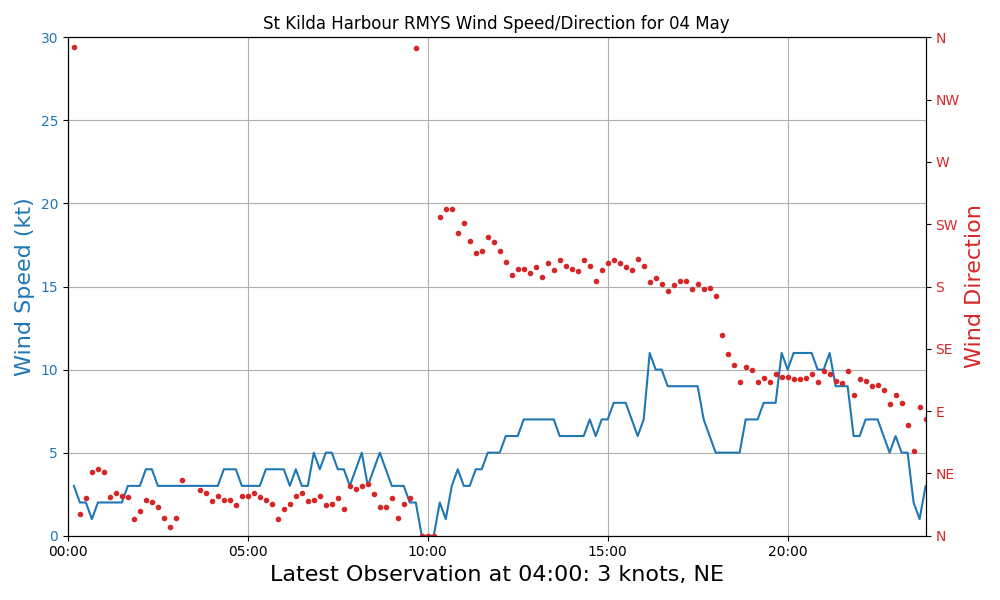 St Kilda Harbour RMYS Wind Speed/Direction for 04 May
30
25
20
15
10
5
0
Wind Speed (kt)
N
NW
W
SW
S
SE
E
NE
N
Wind Direction
00:00 05:00 10:00 15:00 20:00
Latest Observation at 04:00: 3 knots, NE